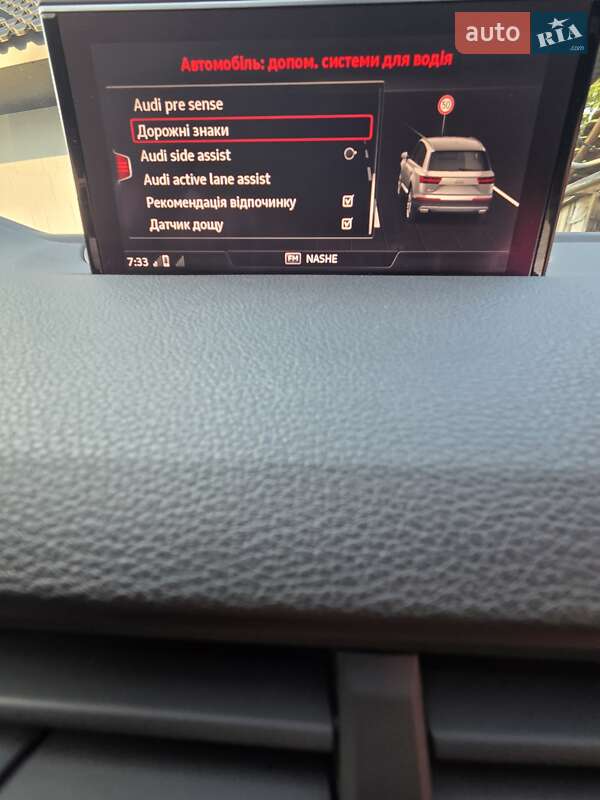 auto RIA .com
Автомобіль: допом. системи для водія
Audi pre sense
Дорожні знаки
Audi side assist
Audi active lane assist
Рекомендація відпочинку
Датчик дощу
7:33
FM NASHE